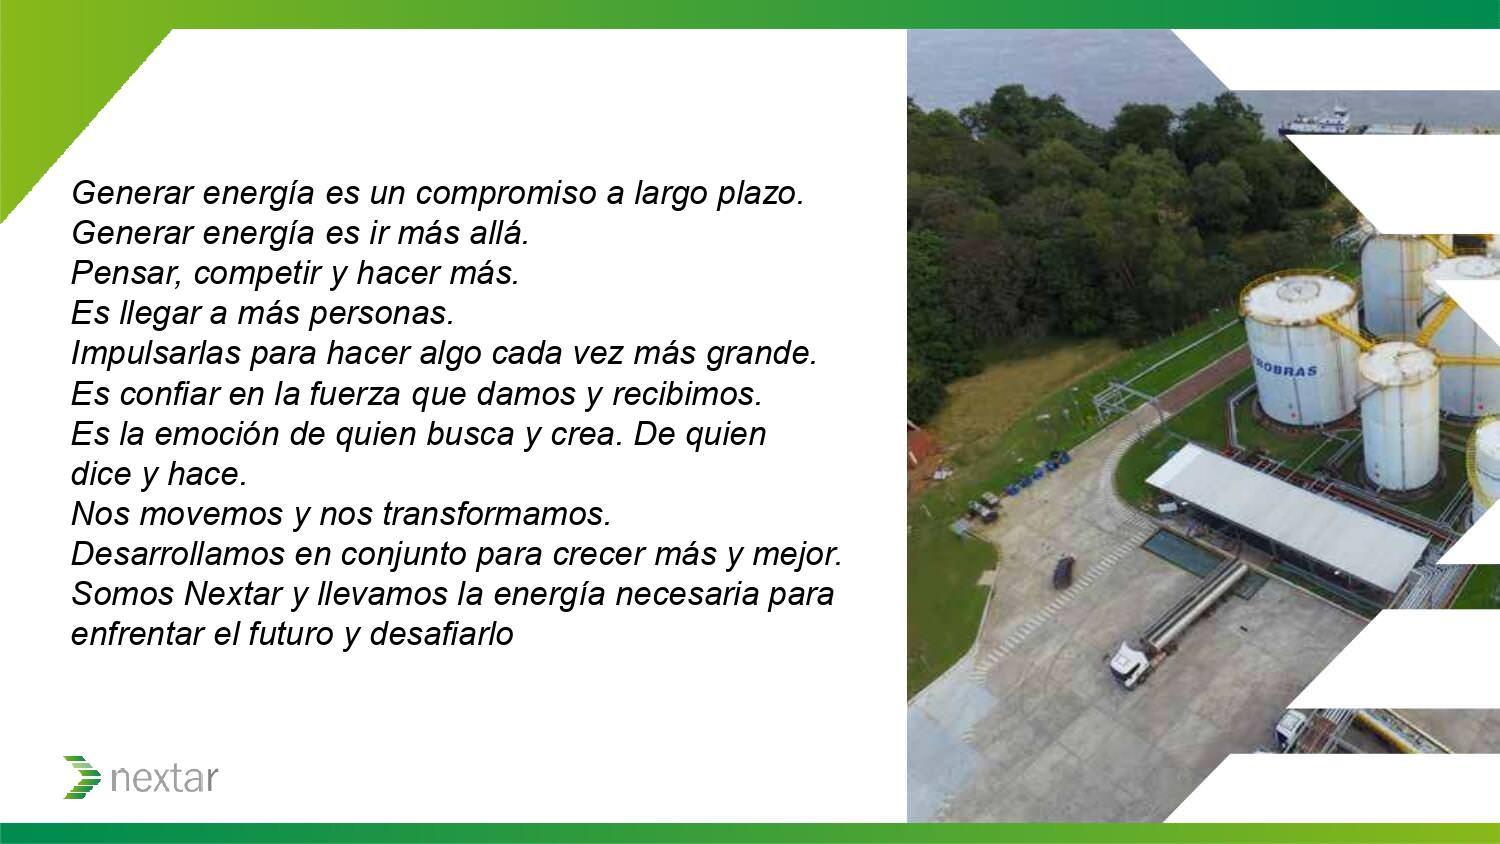 Generar energía es un compromiso a largo plazo.
Generar energía es ir más allá.
Pensar, competir y hacer más.
Es llegar a más personas.
Impulsarlas para hacer algo cada vez más grande.
Es confiar en la fuerza que damos y recibimos.
Es la emoción de quien busca y crea. De quien
dice y hace.
Nos movemos y nos transformamos.
Desarrollamos en conjunto para crecer más y mejor.
Somos Nextar y llevamos la energía necesaria para
enfrentar el futuro y desafiarlo
ROBRAS
nextar